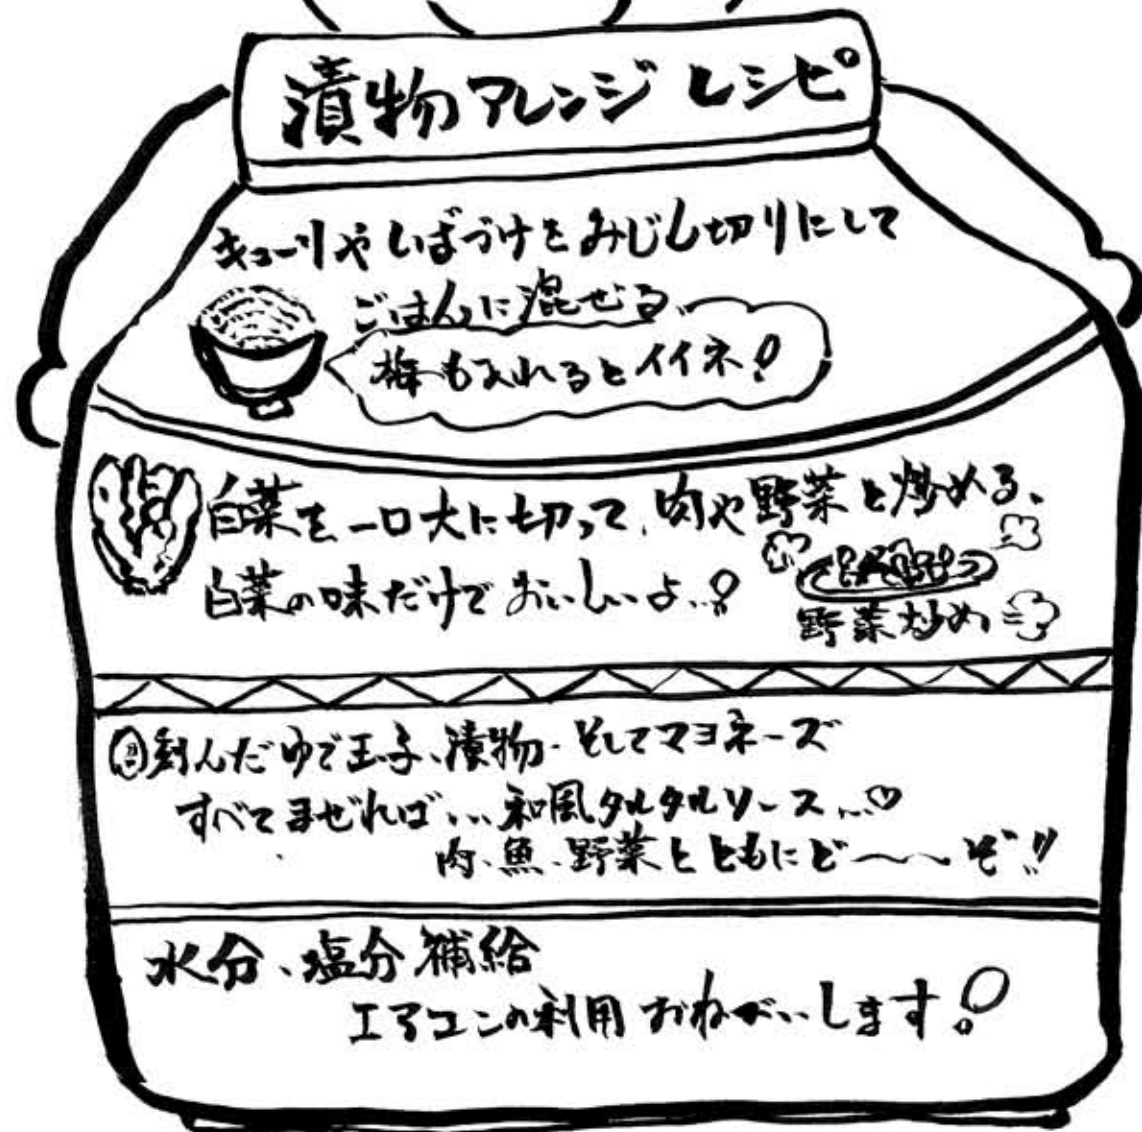 漬物アレンジレシピ
キューリやしばづけをみじん切りにして
ごはんに混ぜる
梅も入れるとイイネ!
白菜を一口大に切って、肉や野菜と炒める、
白菜の味だけでおいしいよ..!
野菜炒め
刻んだゆで玉子、漬物、そしてマヨネーズ
すべてまぜれば...和風タルタルソース...♡
肉、魚、野菜とともにど〜〜ぞ!!
水分、塩分補給
エアコンの利用おねがいします!